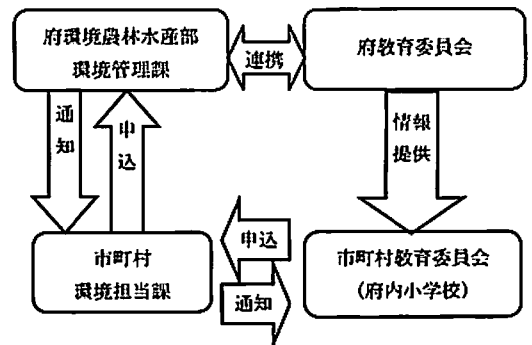 府環境農林水産部
環境管理課
連携
府教育委員会
通
知
申
込
情報
提供
市町村
環境担当課
申込
通知
市町村教育委員会
(府内小学校)